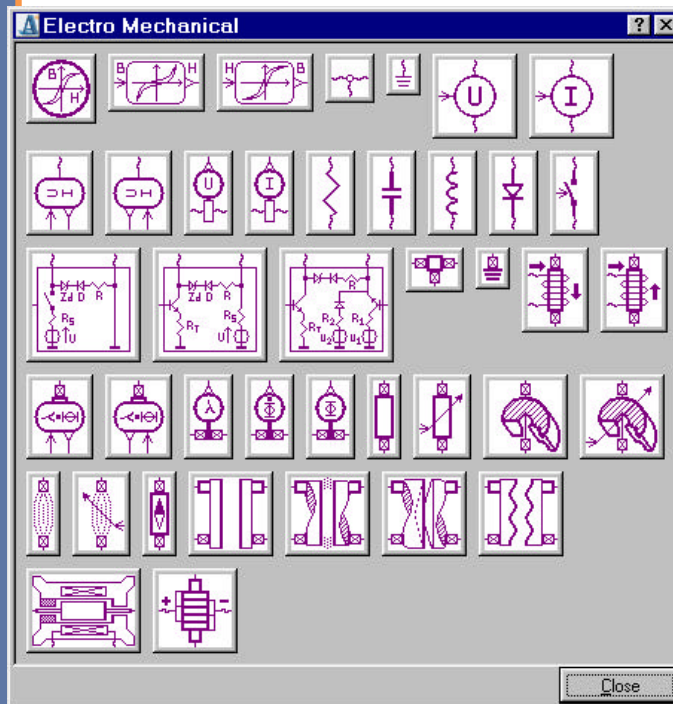 Electro Mechanical
B H
B H
H B
U I
U I
Zd D R
R5
U
Zd D R
RT R5
U
R
RT R2 R1
u2 u1
λ Φ Φ
+ -
Close